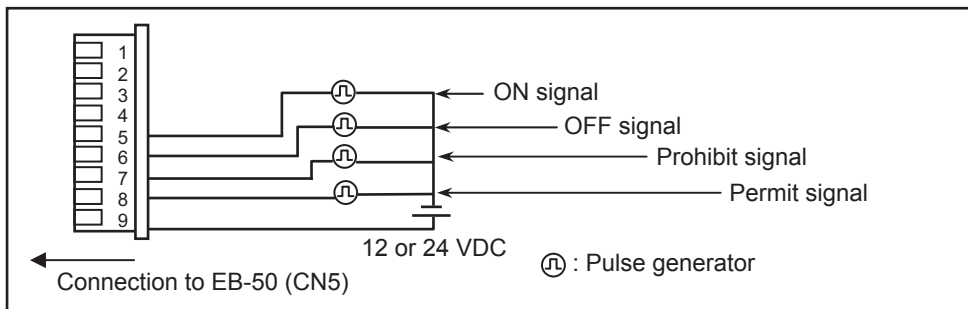 1
2
3
4
5
6
7
8
9
ON signal
OFF signal
Prohibit signal
Permit signal
12 or 24 VDC
: Pulse generator
Connection to EB-50 (CN5)